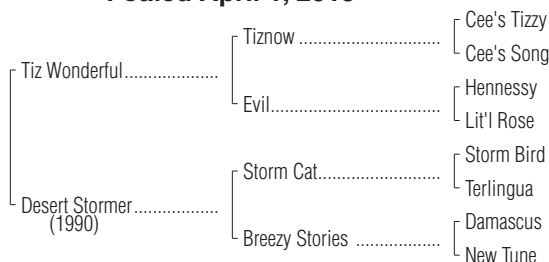 Foaled April 1,
Cee's Tizzy
Tiznow
Cee's Song
Tiz Wonderful
Hennessy
Evil
Lit'l Rose
Storm Bird
Storm Cat
Terlingua
Desert Stormer
(1990)
Damascus
Breezy Stories
New Tune